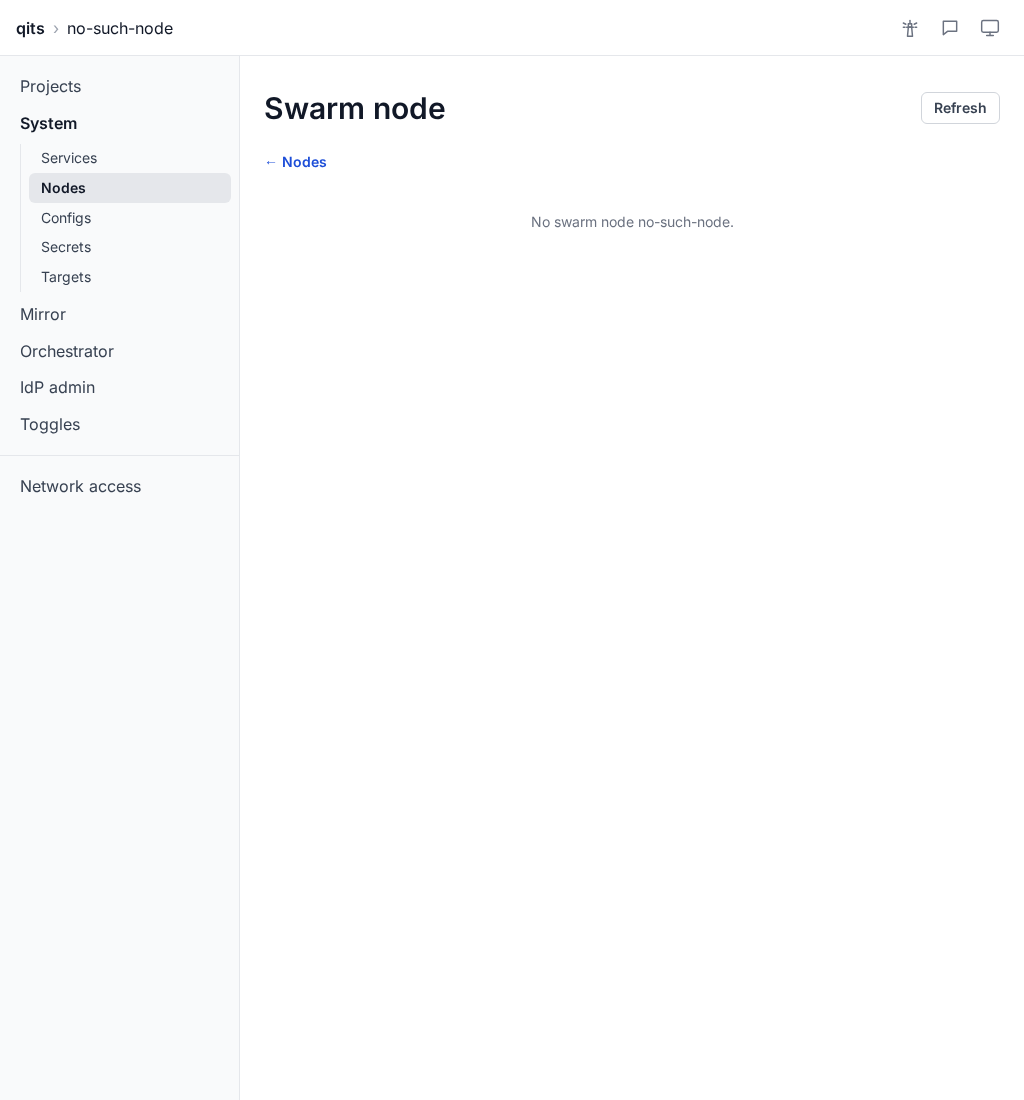 qits › no-such-node
Projects
System
Services
Nodes
Configs
Secrets
Targets
Mirror
Orchestrator
IdP admin
Toggles
Network access
Swarm node
Refresh
← Nodes
No swarm node no-such-node.